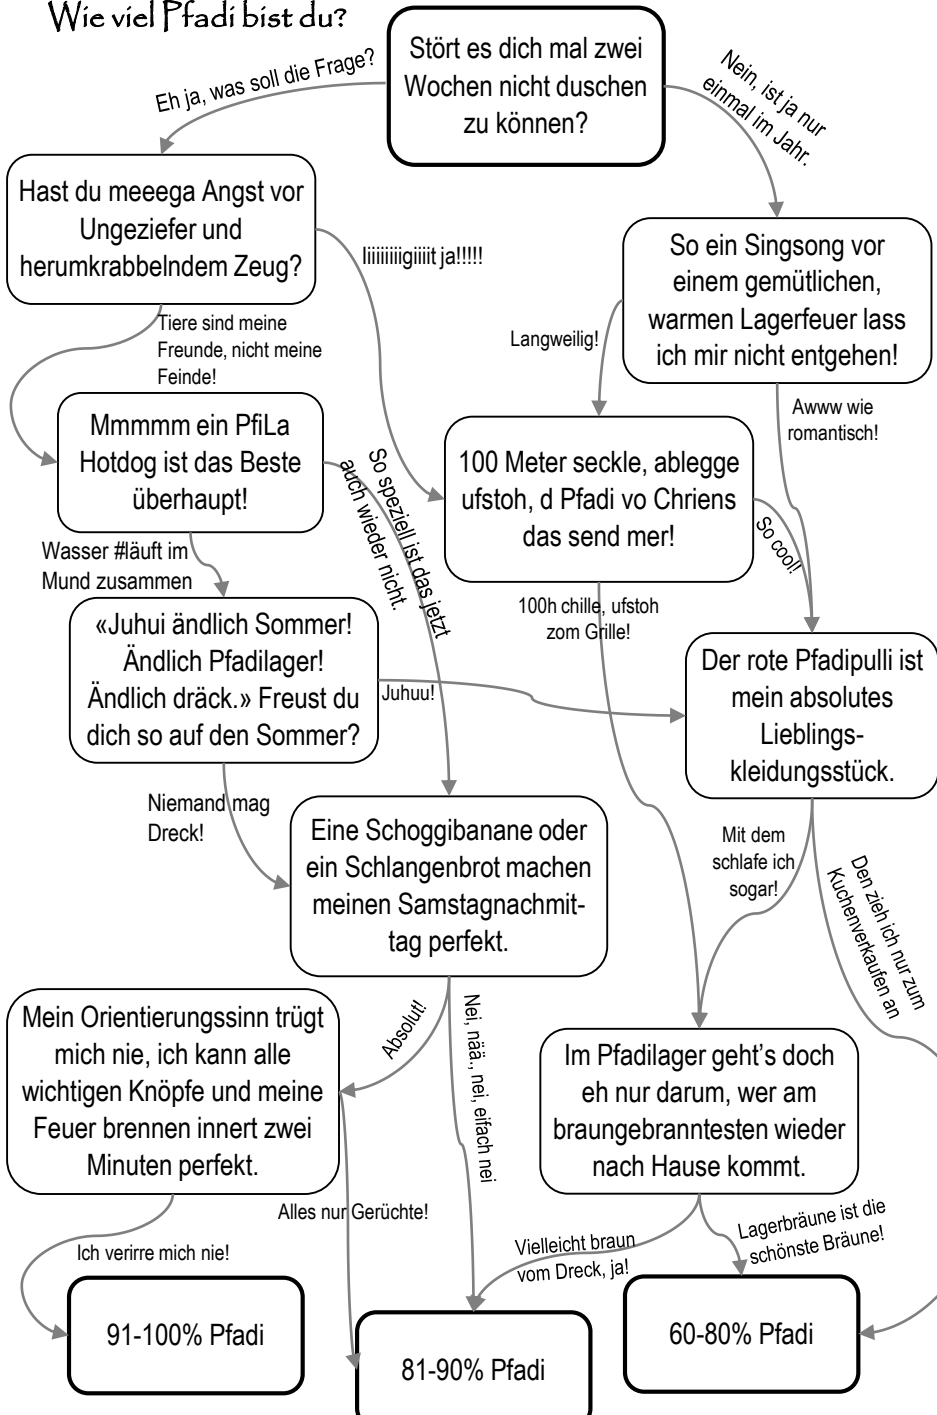 Wie viel Pfadi bist du?
Stört es dich mal zwei
Wochen nicht duschen
zu können?
Eh ja, was soll die Frage?
Nein, ist ja nur
einmal im Jahr.
Hast du meeega Angst vor
Ungeziefer und
herumkrabbelndem Zeug?
Iiiiiiiiigiiiit ja!!!!!
So ein Singsong vor
einem gemütlichen,
warmen Lagerfeuer lass
ich mir nicht entgehen!
Tiere sind meine
Freunde, nicht meine
Feinde!
Langweilig!
Awww wie
romantisch!
Mmmmm ein PfiLa
Hotdog ist das Beste
überhaupt!
So speziell ist das jetzt
auch wieder nicht.
100 Meter seckle, ablegge
ufstoh, d Pfadi vo Chriens
das send mer!
So cool!
Wasser #läuft im
Mund zusammen
100h chille, ufstoh
zom Grille!
«Juhui ändlich Sommer!
Ändlich Pfadilager!
Ändlich dräck.» Freust du
dich so auf den Sommer?
Juhuu!
Der rote Pfadipulli ist
mein absolutes
Lieblings-
kleidungsstück.
Niemand mag
Dreck!
Eine Schoggibanane oder
ein Schlangenbrot machen
meinen Samstagnachmit-
tag perfekt.
Mit dem
schlafe ich
sogar!
Den zieh ich nur zum
Kuchenverkaufen an
Absolut!
Nei, nää., nei, eifach nei
Mein Orientierungssinn trügt
mich nie, ich kann alle
wichtigen Knöpfe und meine
Feuer brennen innert zwei
Minuten perfekt.
Im Pfadilager geht's doch
eh nur darum, wer am
braungebranntesten wieder
nach Hause kommt.
Alles nur Gerüchte!
Ich verirre mich nie!
Vielleicht braun
vom Dreck, ja!
Lagerbräune ist die
schönste Bräune!
91-100% Pfadi
81-90% Pfadi
60-80% Pfadi